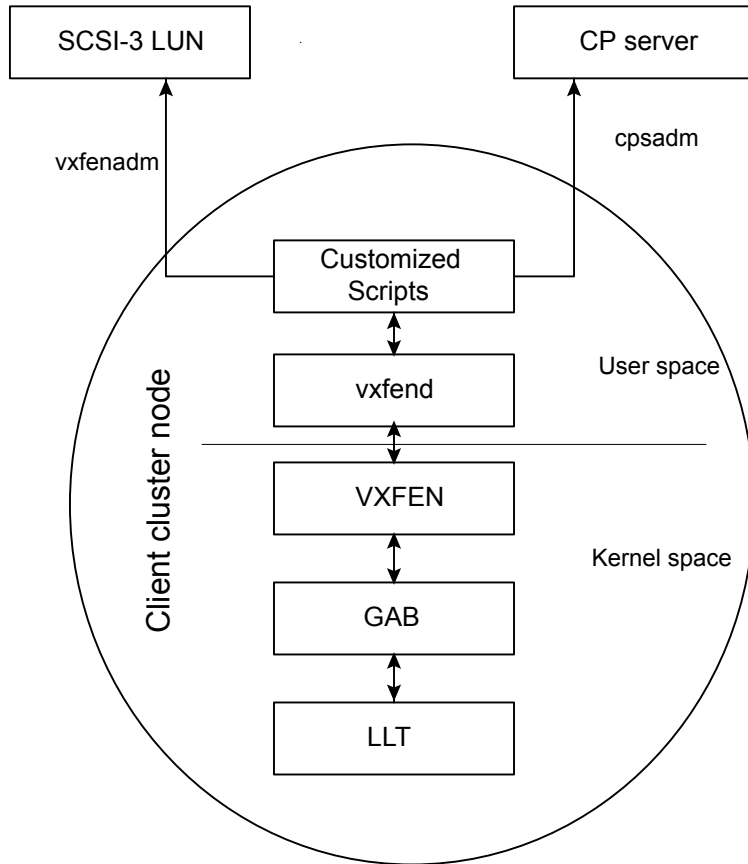 SCSI-3 LUN
CP server
vxfenadm
cpsadm
Customized
Scripts
vxfend
User space
Client cluster node
VXFEN
Kernel space
GAB
LLT